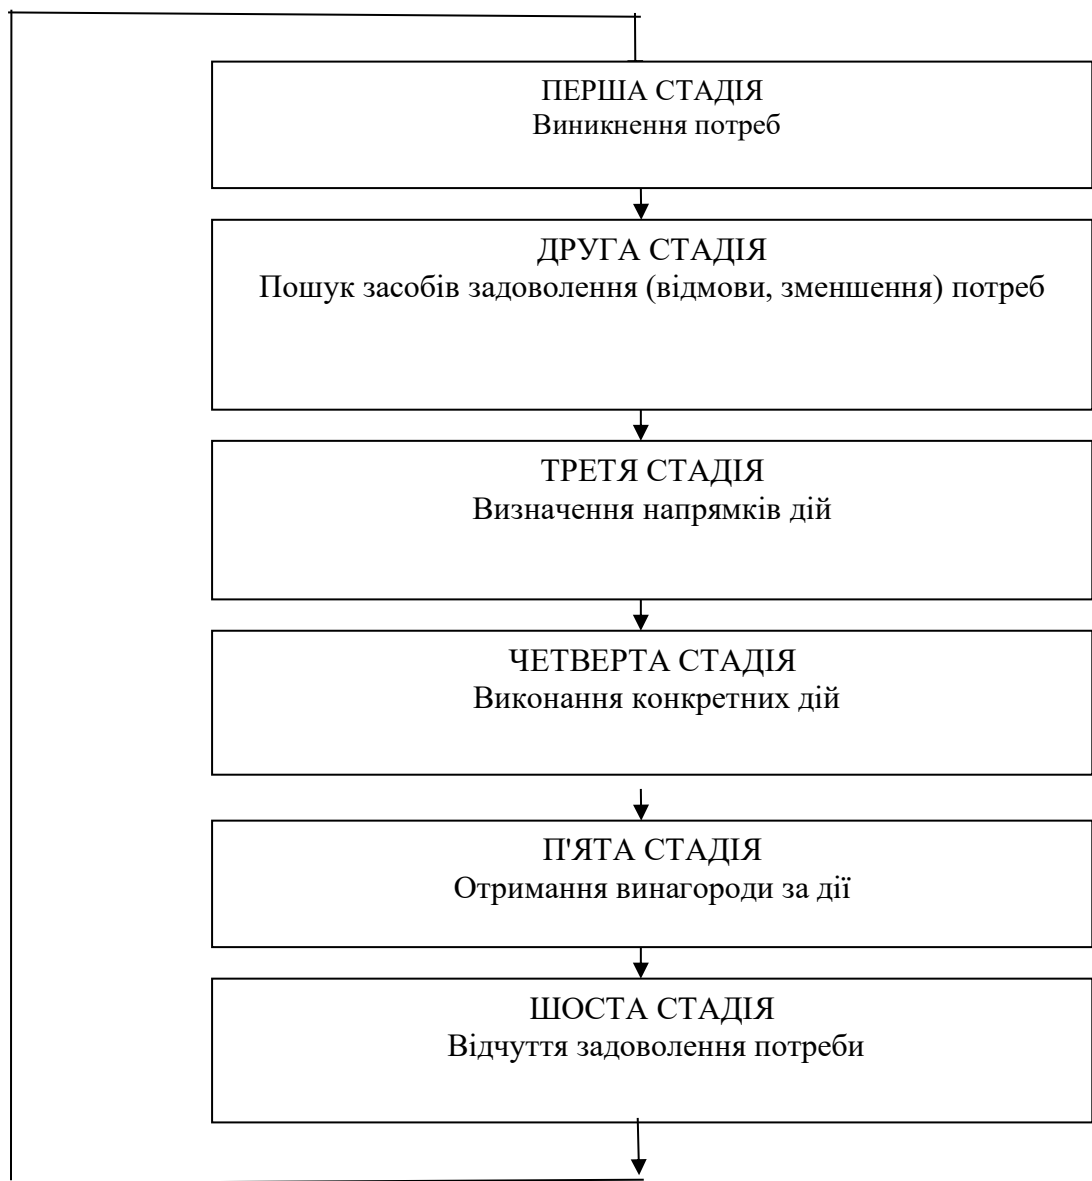 ПЕРША СТАДІЯ
Виникнення потреб
ДРУГА СТАДІЯ
Пошук засобів задоволення (відмови, зменшення) потреб
ТРЕТЯ СТАДІЯ
Визначення напрямків дій
ЧЕТВЕРТА СТАДІЯ
Виконання конкретних дій
П'ЯТА СТАДІЯ
Отримання винагороди за дії
ШОСТА СТАДІЯ
Відчуття задоволення потреби